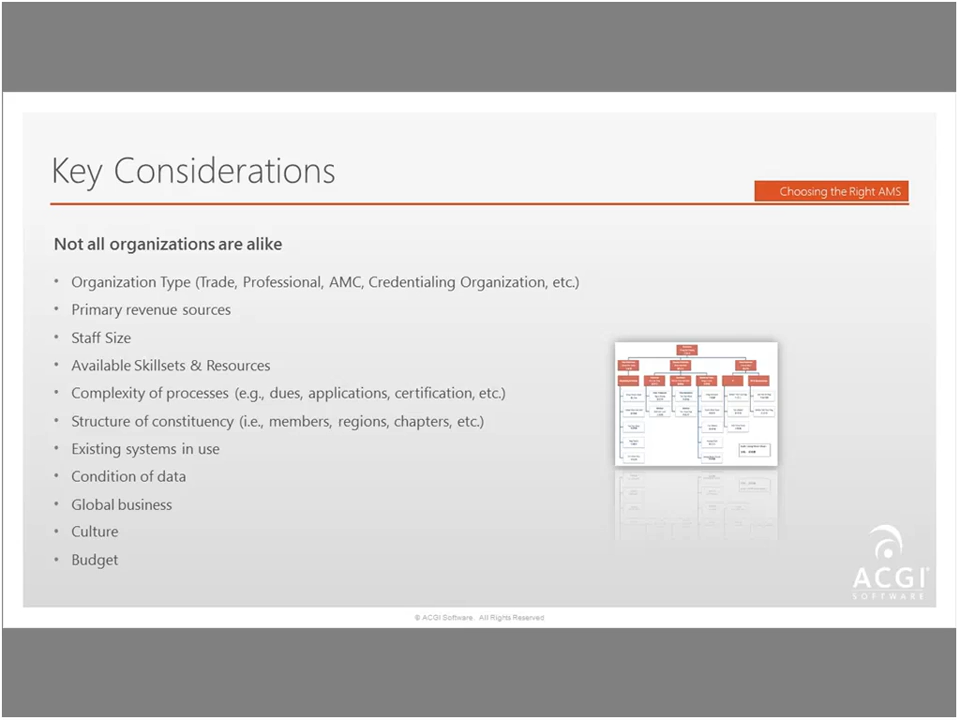 Key Considerations
Choosing the Right AMS
Not all organizations are alike
• Organization Type (Trade, Professional, AMC, Credentialing Organization, etc.)
• Primary revenue sources
• Staff Size
• Available Skillsets & Resources
• Complexity of processes (e.g., dues, applications, certification, etc.)
• Structure of constituency (i.e., members, regions, chapters, etc.)
• Existing systems in use
• Condition of data
• Global business
• Culture
• Budget
ACGI
SOFTWARE
© ACGI Software. All Rights Reserved